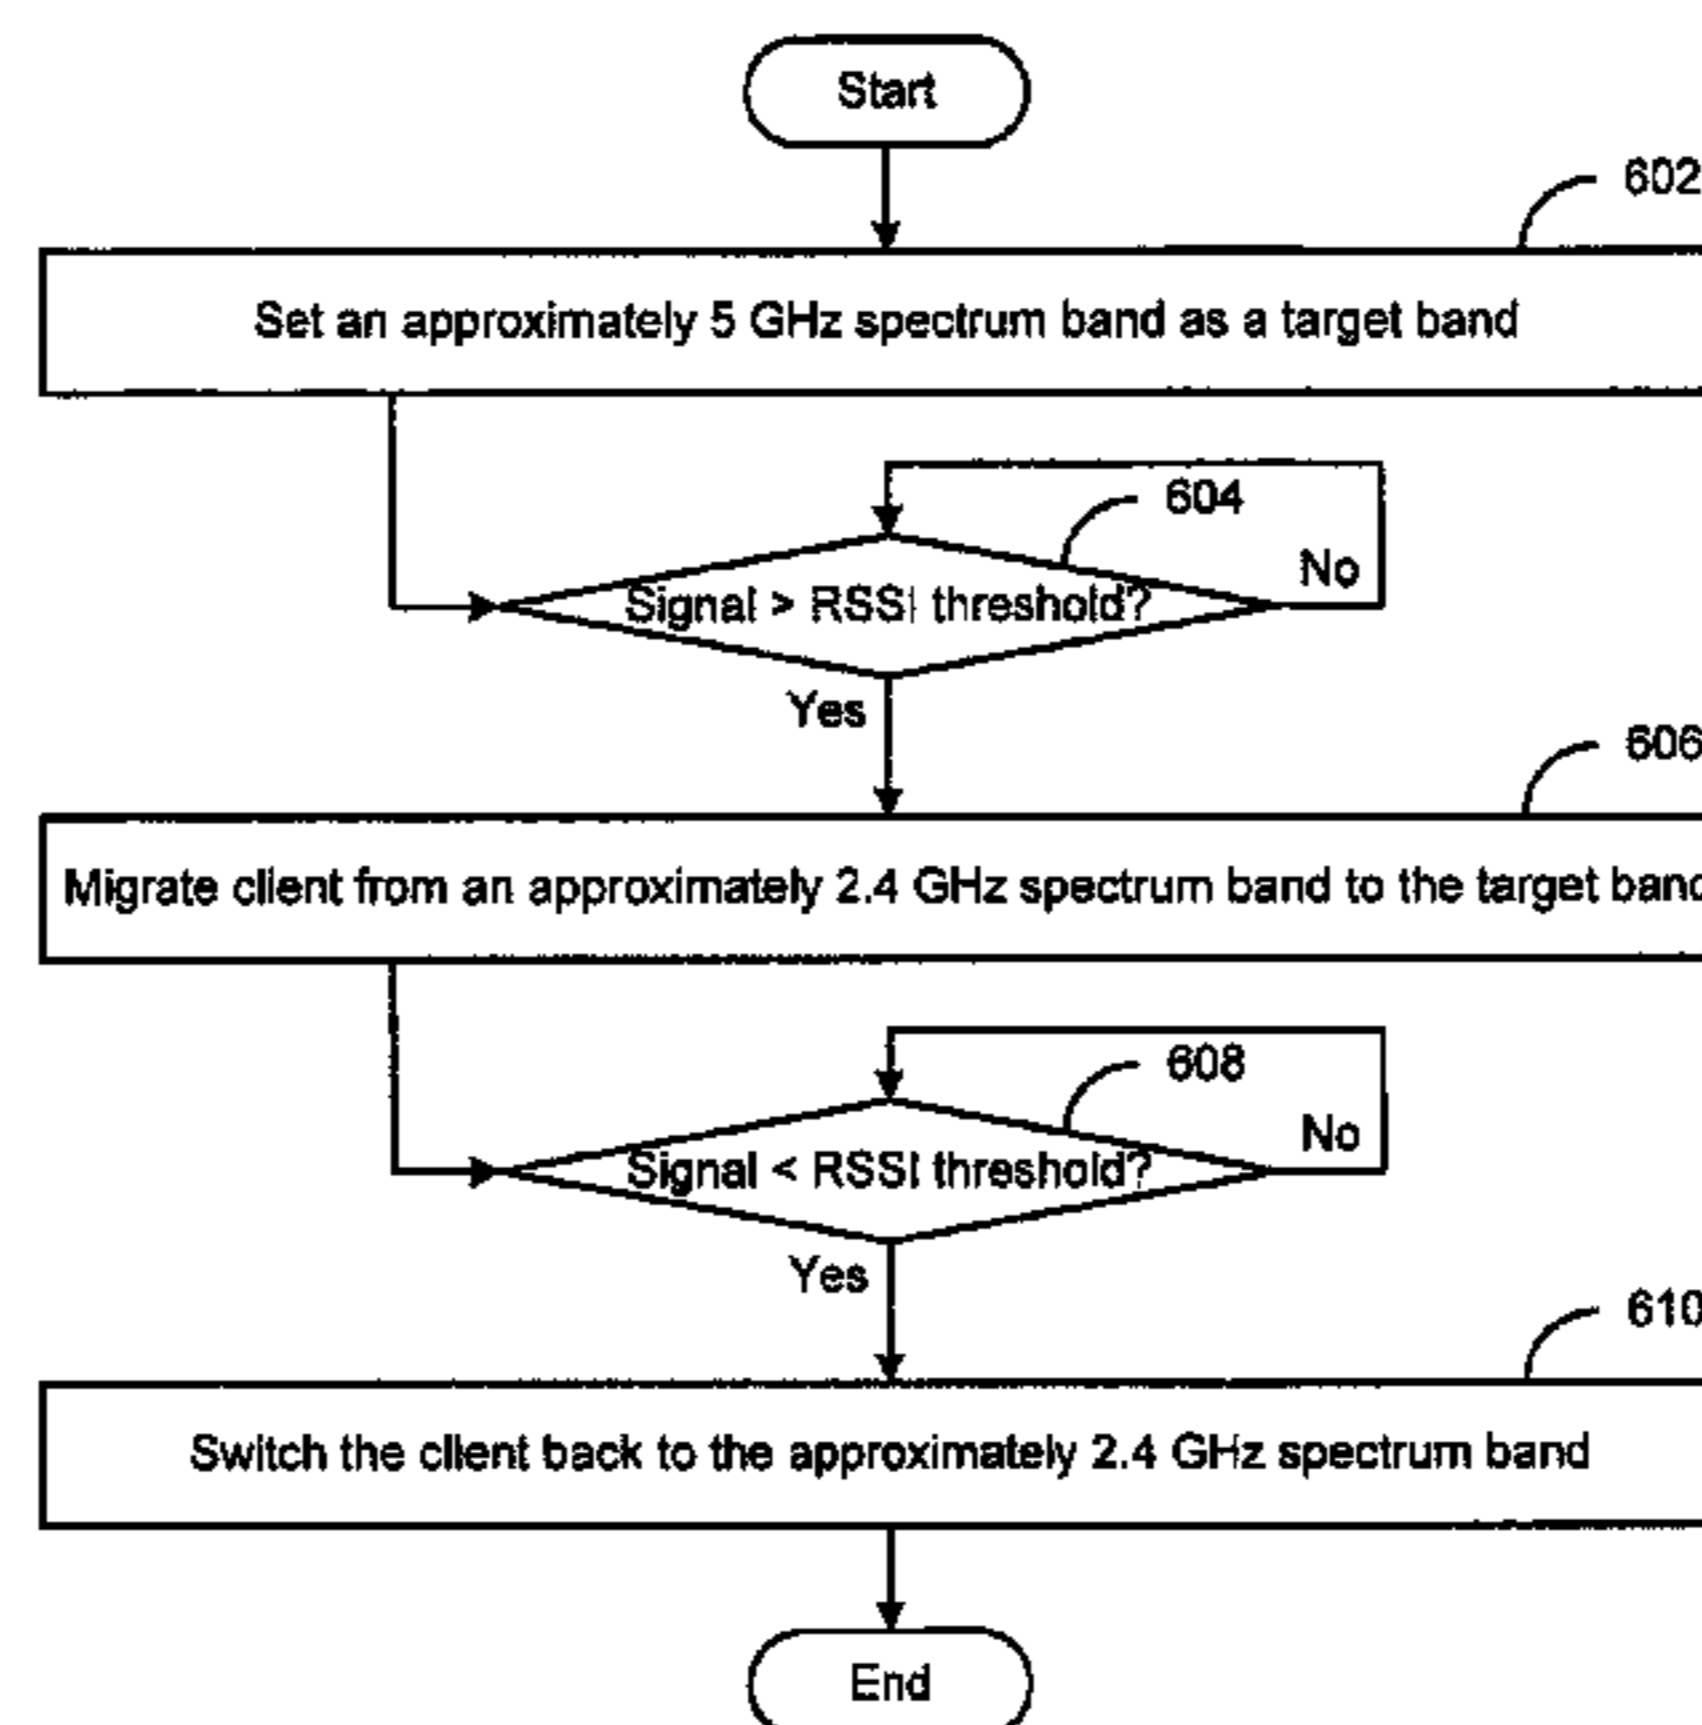 Start
602
Set an approximately 5 GHz spectrum band as a target band
604
No
Signal > RSSI threshold?
Yes
606
Migrate client from an approximately 2.4 GHz spectrum band to the target band
608
No
Signal < RSSI threshold?
Yes
610
Switch the client back to the approximately 2.4 GHz spectrum band
End